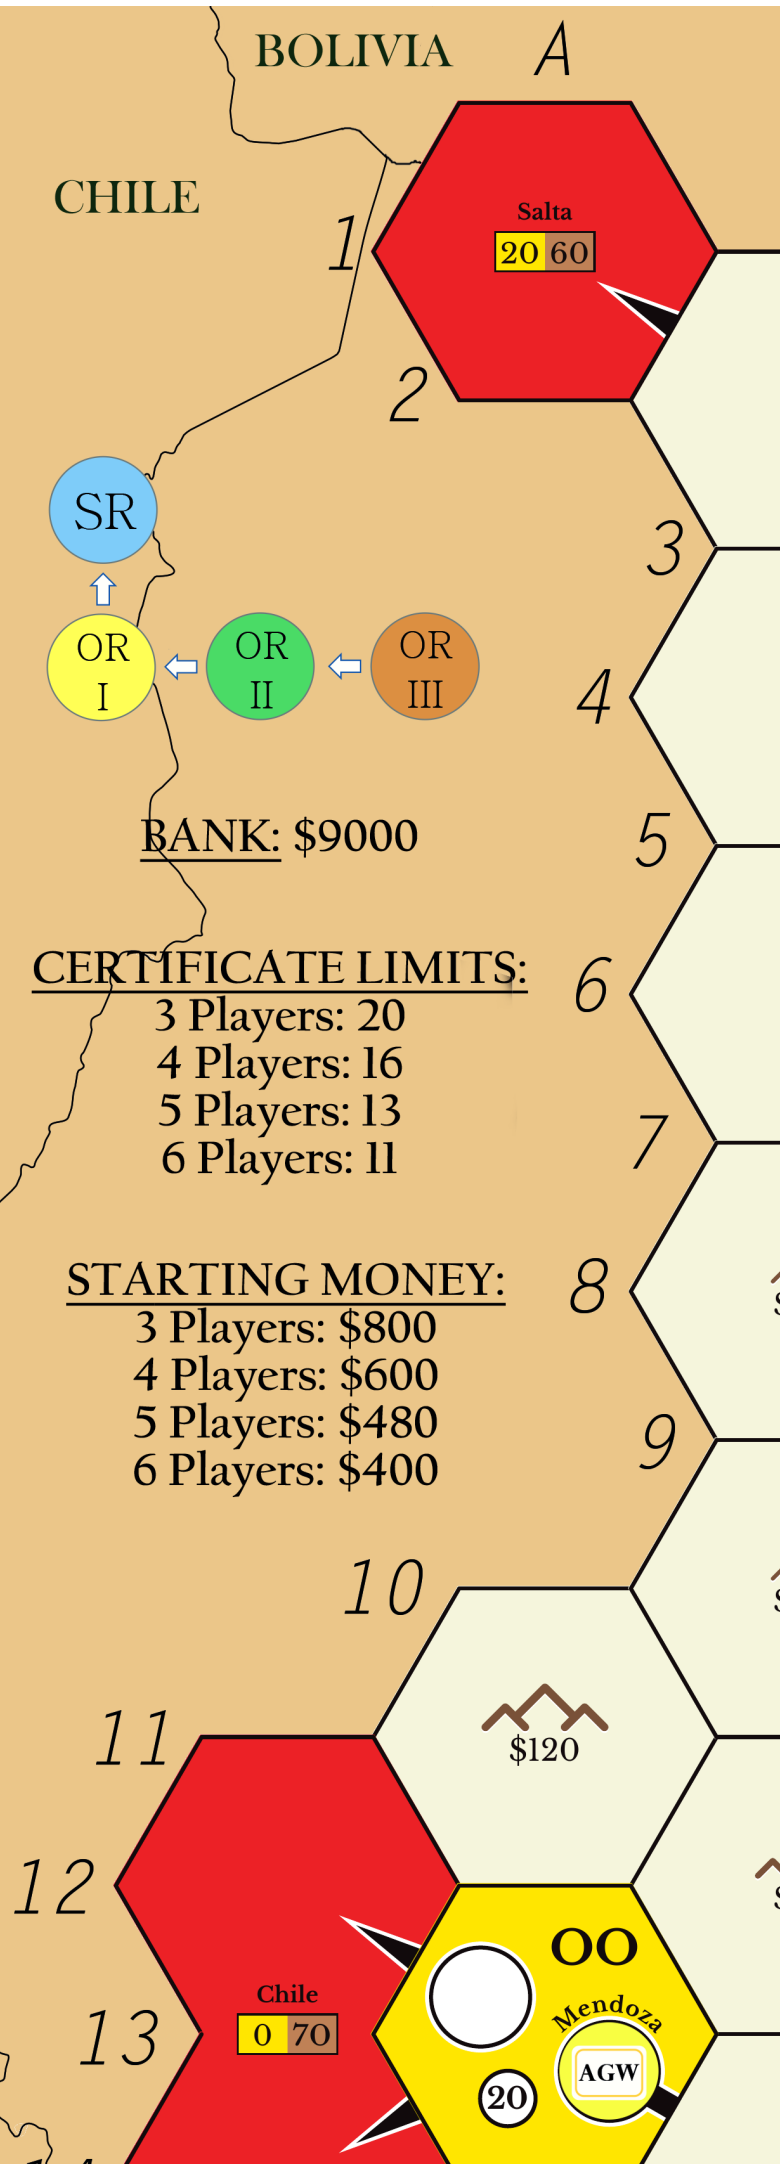 BOLIVIA
A
CHILE
Salta
20 60
1
2
SR
3
OR
I
OR
II
OR
III
4
BANK: $9000
5
CERTIFICATE LIMITS:
3 Players: 20
4 Players: 16
5 Players: 13
6 Players: 11
6
7
STARTING MONEY:
3 Players: $800
4 Players: $600
5 Players: $480
6 Players: $400
8
9
10
$120
11
12
OO
Chile
0 70
13
Mendoza
AGW
20